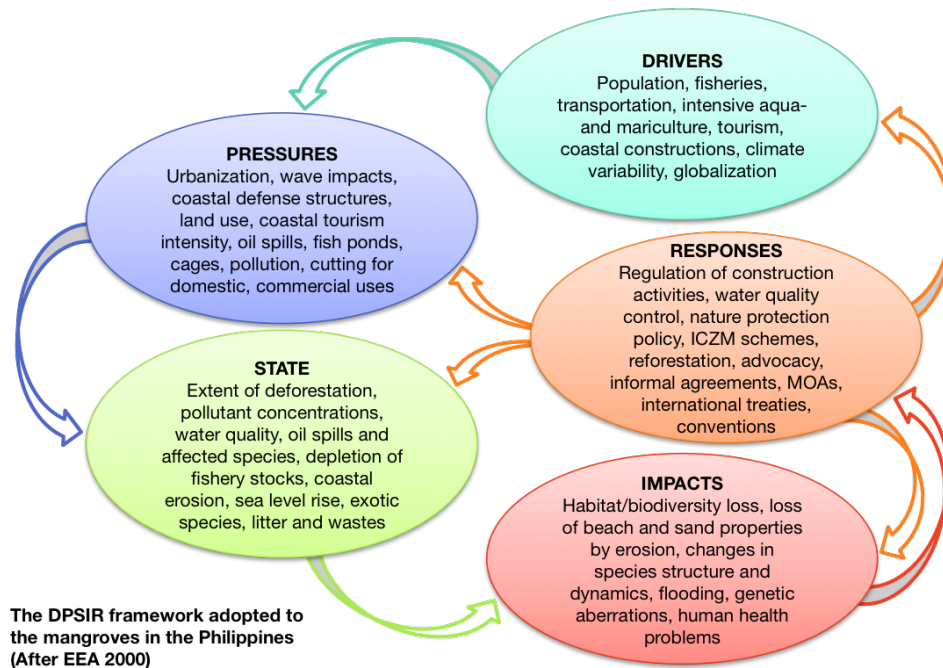 DRIVERS
Population, fisheries,
transportation, intensive aqua-
and mariculture, tourism,
coastal constructions, climate
variability, globalization
PRESSURES
Urbanization, wave impacts,
coastal defense structures,
land use, coastal tourism
intensity, oil spills, fish ponds,
cages, pollution, cutting for
domestic, commercial uses
RESPONSES
Regulation of construction
activities, water quality
control, nature protection
policy, ICZM schemes,
reforestation, advocacy,
informal agreements, MOAs,
international treaties,
conventions
STATE
Extent of deforestation,
pollutant concentrations,
water quality, oil spills and
affected species, depletion of
fishery stocks, coastal
erosion, sea level rise, exotic
species, litter and wastes
IMPACTS
Habitat/biodiversity loss, loss
of beach and sand properties
by erosion, changes in
species structure and
dynamics, flooding, genetic
aberrations, human health
problems
The DPSIR framework adopted to
the mangroves in the Philippines
(After EEA 2000)